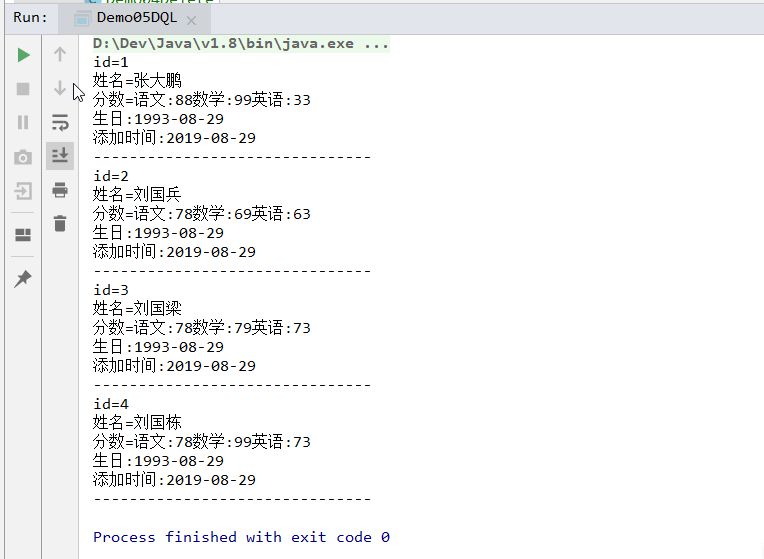 Run:
Demo05DQL
D:\Dev\Java\v1.8\bin\java.exe ...
id=1
姓名=张大鹏
分数=语文:88数学:99英语:33
生日:1993-08-29
添加时间:2019-08-29
------------------------------
id=2
姓名=刘国兵
分数=语文:78数学:69英语:63
生日:1993-08-29
添加时间:2019-08-29
------------------------------
id=3
姓名=刘国梁
分数=语文:78数学:79英语:73
生日:1993-08-29
添加时间:2019-08-29
------------------------------
id=4
姓名=刘国栋
分数=语文:78数学:99英语:73
生日:1993-08-29
添加时间:2019-08-29
------------------------------
Process finished with exit code 0